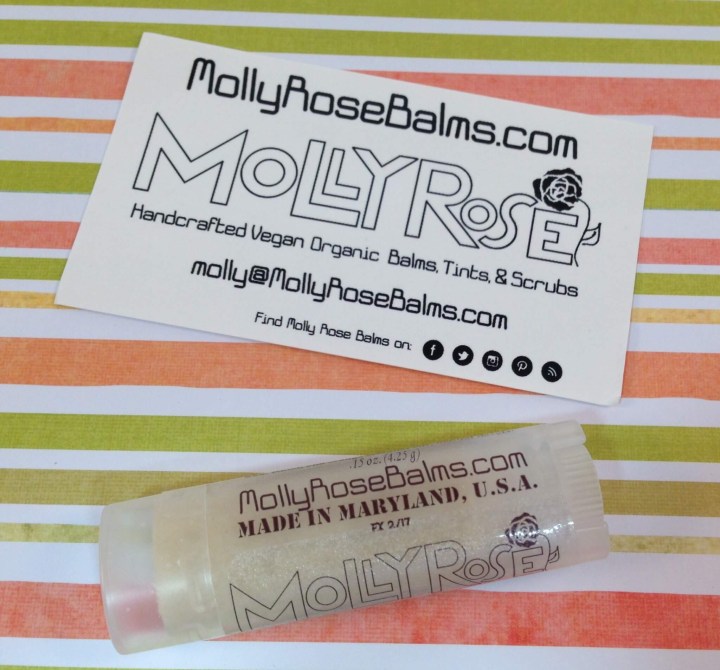 MollyRoseBalms.com
MOLLYROSE
Handcrafted Vegan Organic Balms, Tints, & Scrubs
molly@MollyRoseBalms.com
Find Molly Rose Balms on:
.15 oz. (4.25 g)
MollyRoseBalms.com
MADE IN MARYLAND, U.S.A.
EX 2/17
MOLLYROSE